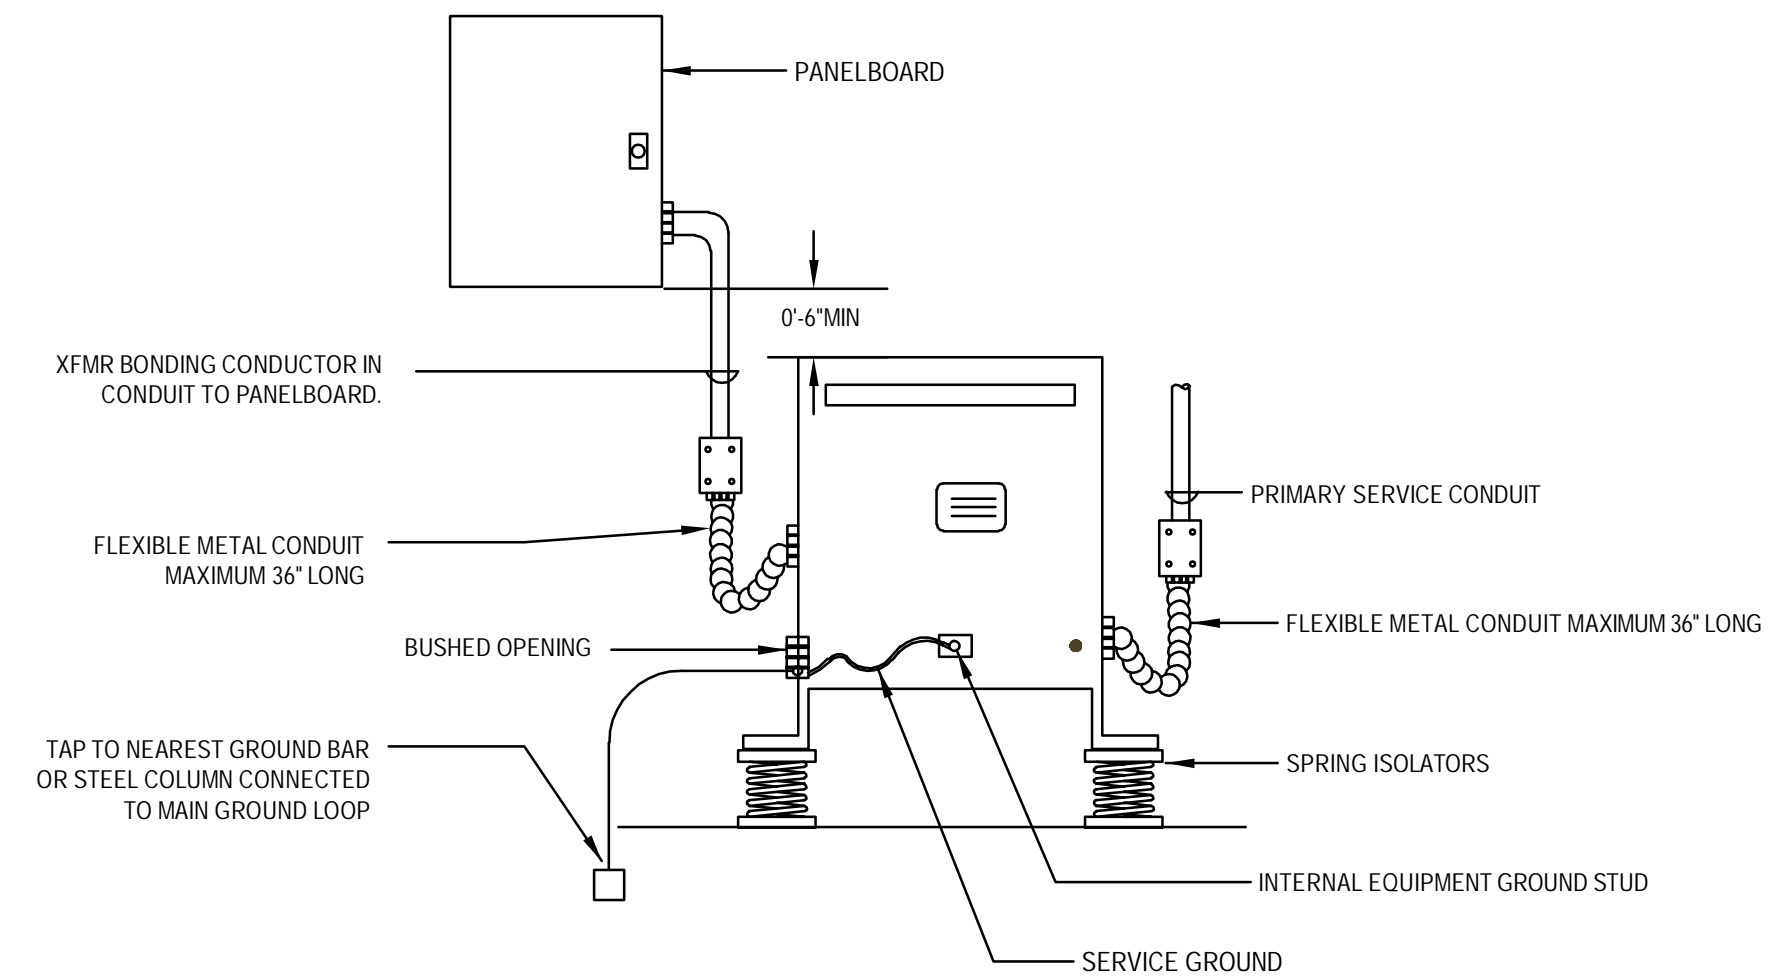 PANELBOARD
0'-6"MIN
XFMR BONDING CONDUCTOR IN
CONDUIT TO PANELBOARD.
PRIMARY SERVICE CONDUIT
FLEXIBLE METAL CONDUIT
MAXIMUM 36" LONG
FLEXIBLE METAL CONDUIT MAXIMUM 36" LONG
BUSHED OPENING
TAP TO NEAREST GROUND BAR
OR STEEL COLUMN CONNECTED
TO MAIN GROUND LOOP
SPRING ISOLATORS
INTERNAL EQUIPMENT GROUND STUD
SERVICE GROUND